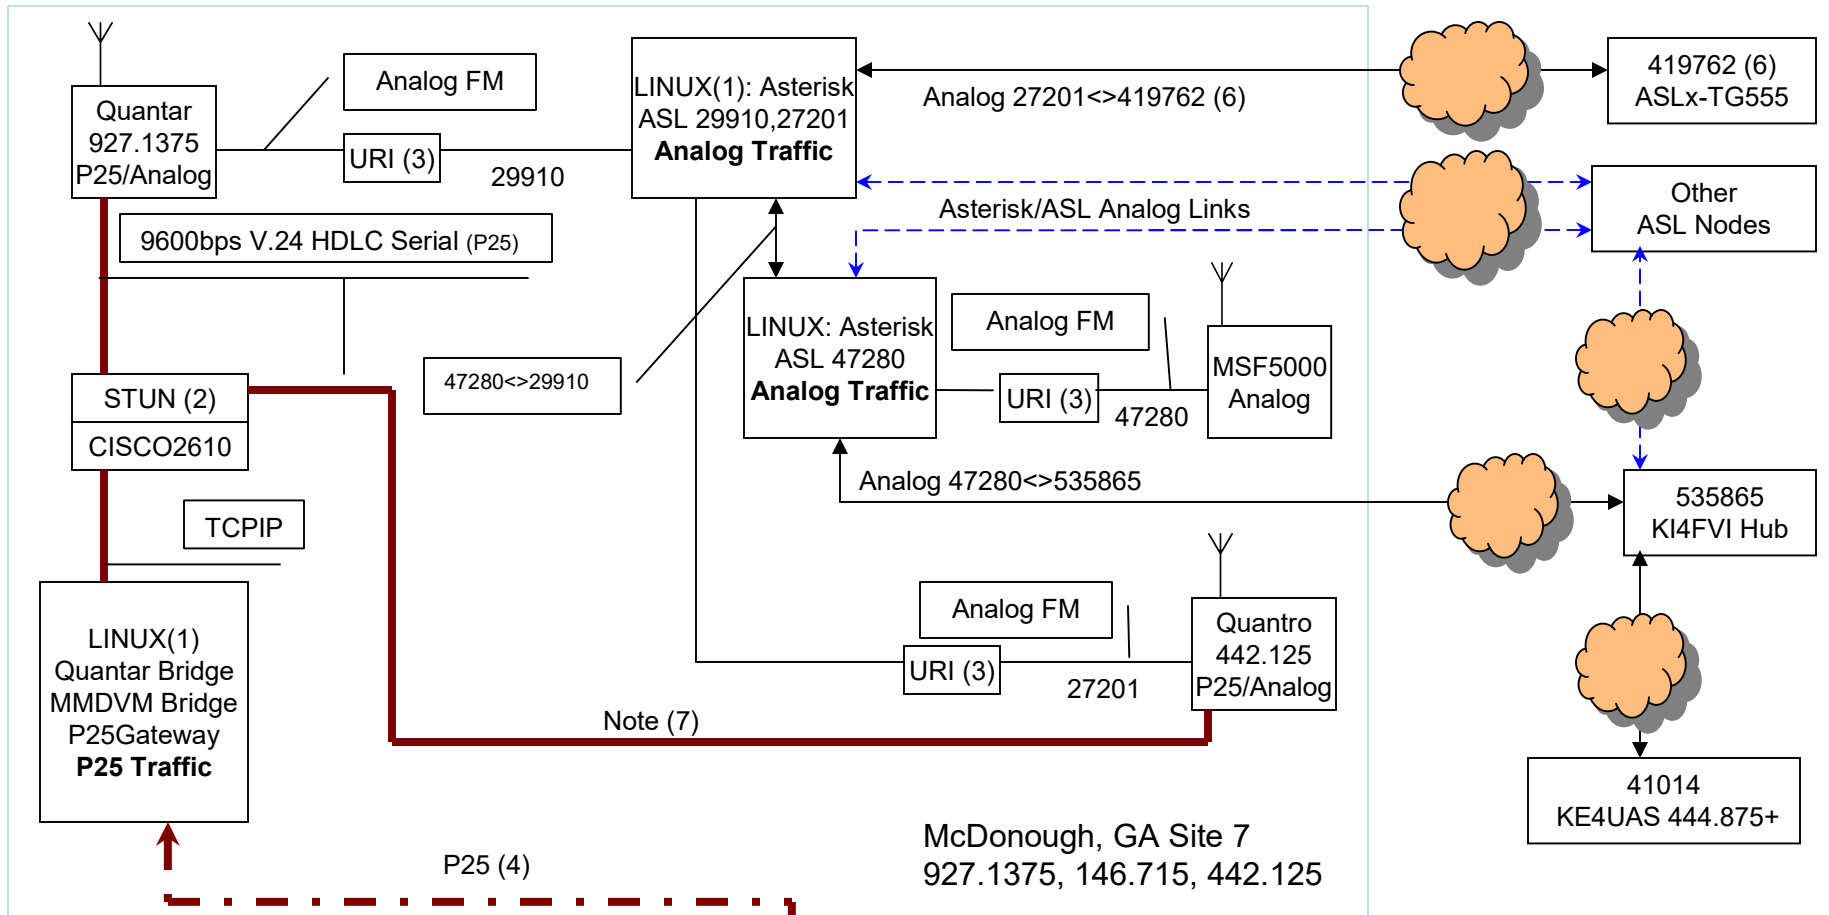 Quantar
927.1375
P25/Analog
Analog FM
URI (3)
29910
LINUX(1): Asterisk
ASL 29910,27201
Analog Traffic
Analog 27201<>419762 (6)
419762 (6)
ASLx-TG555
Asterisk/ASL Analog Links
Other
ASL Nodes
9600bps V.24 HDLC Serial (P25)
47280<>29910
LINUX: Asterisk
ASL 47280
Analog Traffic
Analog FM
URI (3)
47280
MSF5000
Analog
STUN (2)
CISCO2610
Analog 47280<>535865
535865
KI4FVI Hub
TCPIP
LINUX(1)
Quantar Bridge
MMDVM Bridge
P25Gateway
P25 Traffic
Analog FM
URI (3)
27201
Quantro
442.125
P25/Analog
Note (7)
41014
KE4UAS 444.875+
P25 (4)
McDonough, GA Site 7
927.1375, 146.715, 442.125